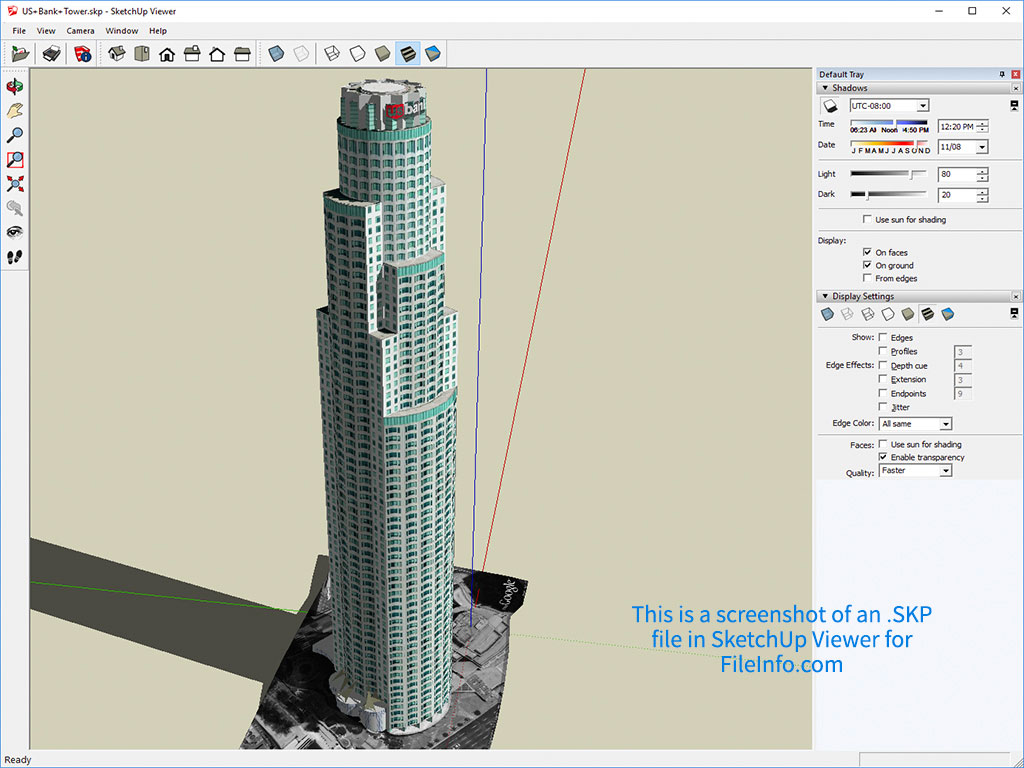 US+Bank+Tower.skp - SketchUp Viewer
File View Camera Window Help
Default Tray
Shadows
UTC-08:00
Time
06:23 AM Noon 4:50 PM
12:20 PM
Date
J F M A M J J A S O N D
11/08
Light
80
Dark
20
Use sun for shading
Display:
On faces
On ground
From edges
Display Settings
Show: Edges
Profiles 3
Edge Effects: Depth cue 4
Extension 3
Endpoints 9
Jitter
Edge Color: All same
Faces: Use sun for shading
Enable transparency
Quality: Faster
bank
Google
This is a screenshot of an .SKP
file in SketchUp Viewer for
FileInfo.com
Ready